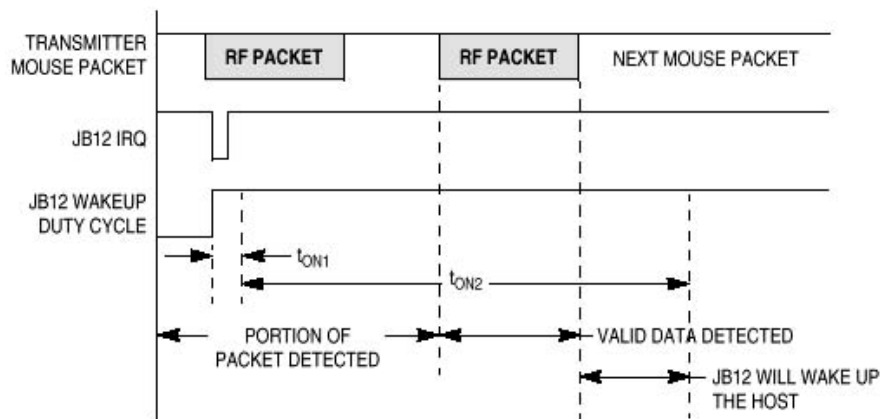 TRANSMITTER
MOUSE PACKET
RF PACKET
RF PACKET
NEXT MOUSE PACKET
JB12 IRQ
JB12 WAKEUP
DUTY CYCLE
tON1
tON2
PORTION OF
PACKET DETECTED
VALID DATA DETECTED
JB12 WILL WAKE UP
THE HOST